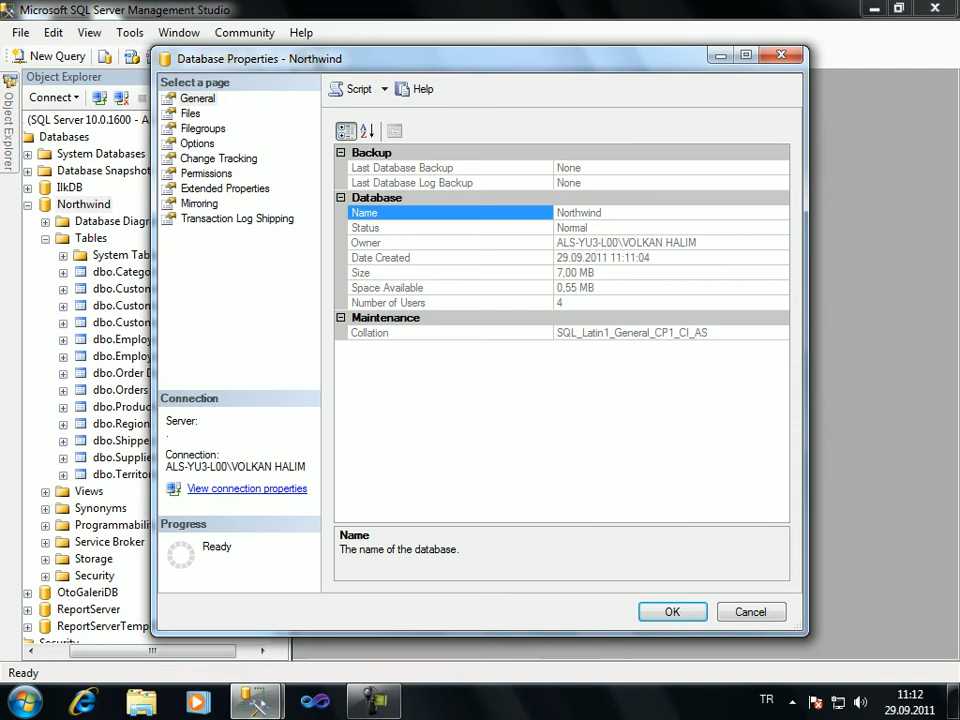 Microsoft SQL Server Management Studio
File Edit View Tools Window Community Help
New Query
Object Explorer
Object Explorer
Connect
(SQL Server 10.0.1600 - A
Databases
System Databases
Database Snapshot
IlkDB
Northwind
Database Diagr
Tables
System Tab
dbo.Catego
dbo.Custon
dbo.Custon
dbo.Custon
dbo.Employ
dbo.Employ
dbo.Order D
dbo.Orders
dbo.Produc
dbo.Region
dbo.Shippe
dbo.Supplie
dbo.Territor
Views
Synonyms
Programmabili
Service Broker
Storage
Security
OtoGaleriDB
ReportServer
ReportServerTemp
Security
Database Properties - Northwind
Select a page
General
Files
Filegroups
Options
Change Tracking
Permissions
Extended Properties
Mirroring
Transaction Log Shipping
Connection
Server:
.
Connection:
ALS-YU3-L00\VOLKAN HALIM
View connection properties
Progress
Ready
Script Help
Backup
Last Database Backup None
Last Database Log Backup None
Database
Name Northwind
Status Normal
Owner ALS-YU3-L00\VOLKAN HALIM
Date Created 29.09.2011 11:11:04
Size 7,00 MB
Space Available 0,55 MB
Number of Users 4
Maintenance
Collation SQL_Latin1_General_CP1_CI_AS
Name
The name of the database.
OK Cancel
Ready
TR
11:12
29.09.2011